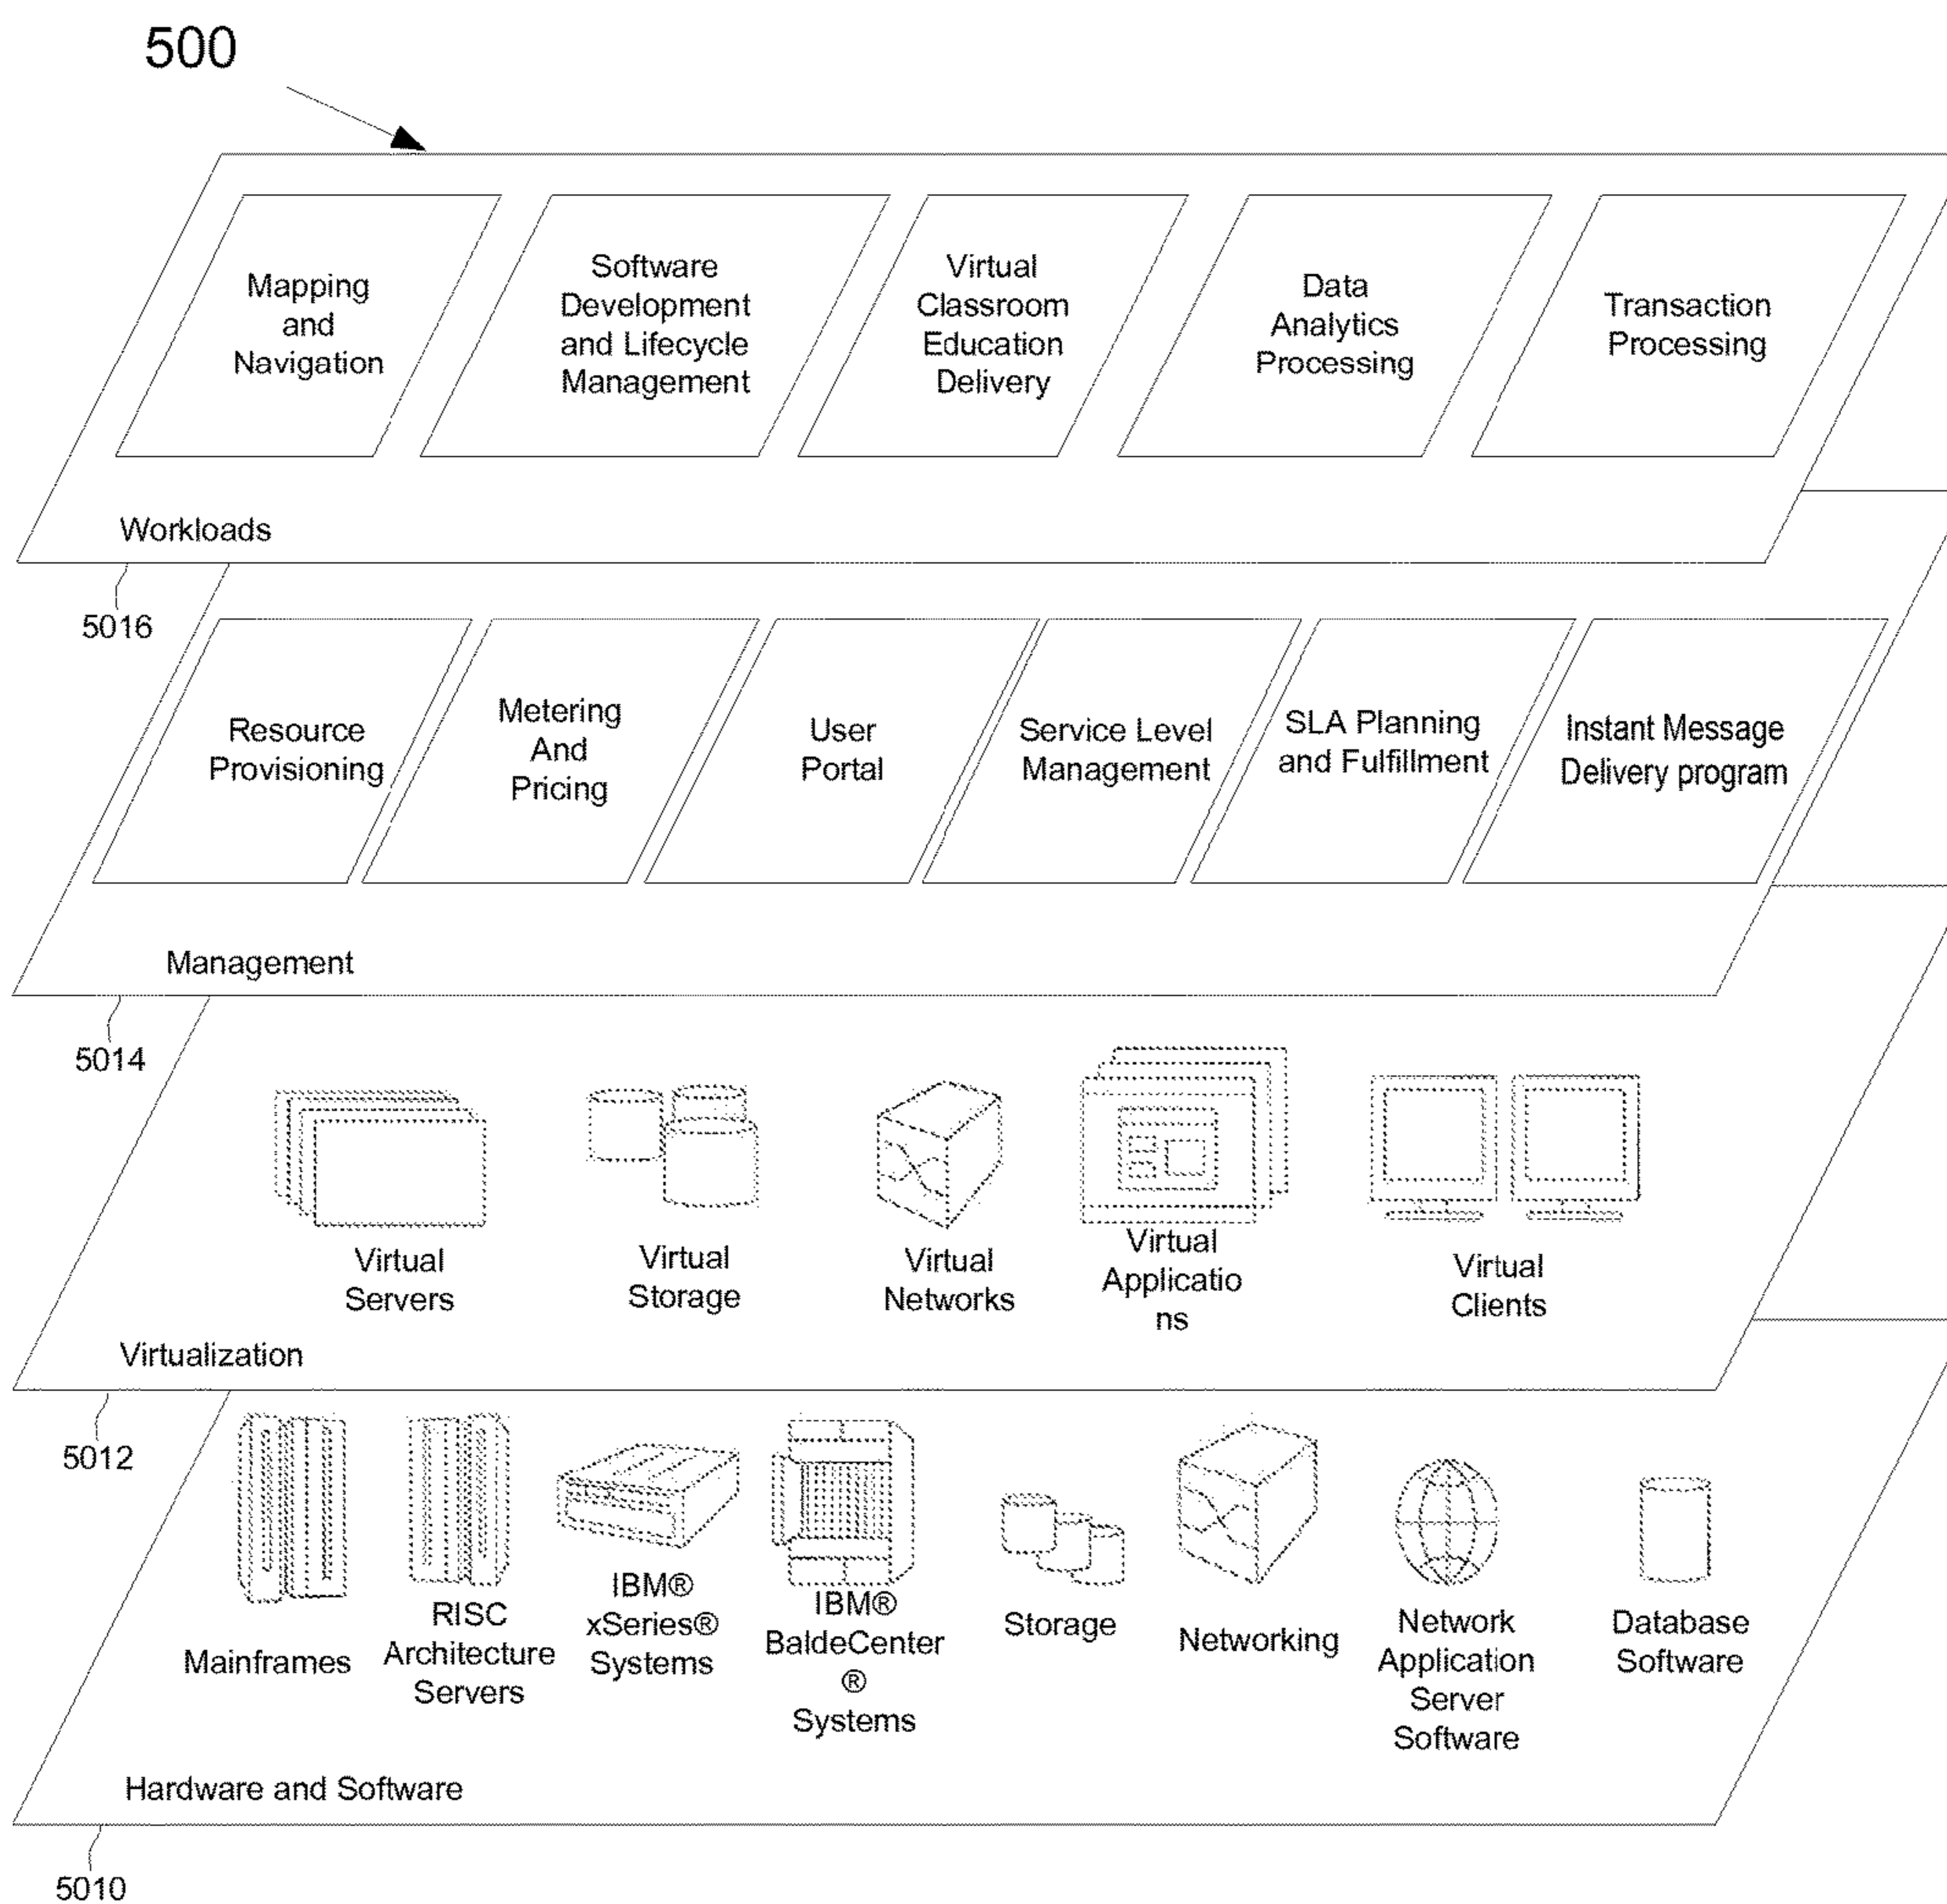 500
Mapping
and
Navigation
Software
Development
and Lifecycle
Management
Virtual
Classroom
Education
Delivery
Data
Analytics
Processing
Transaction
Processing
Workloads
5016
Resource
Provisioning
Metering
And
Pricing
User
Portal
Service Level
Management
SLA Planning
and Fulfillment
Instant Message
Delivery program
Management
5014
Virtual
Servers
Virtual
Storage
Virtual
Networks
Virtual
Applicatio
ns
Virtual
Clients
Virtualization
5012
Mainframes
RISC
Architecture
Servers
IBM®
xSeries®
Systems
IBM®
BaldeCenter
®
Systems
Storage
Networking
Network
Application
Server
Software
Database
Software
Hardware and Software
5010